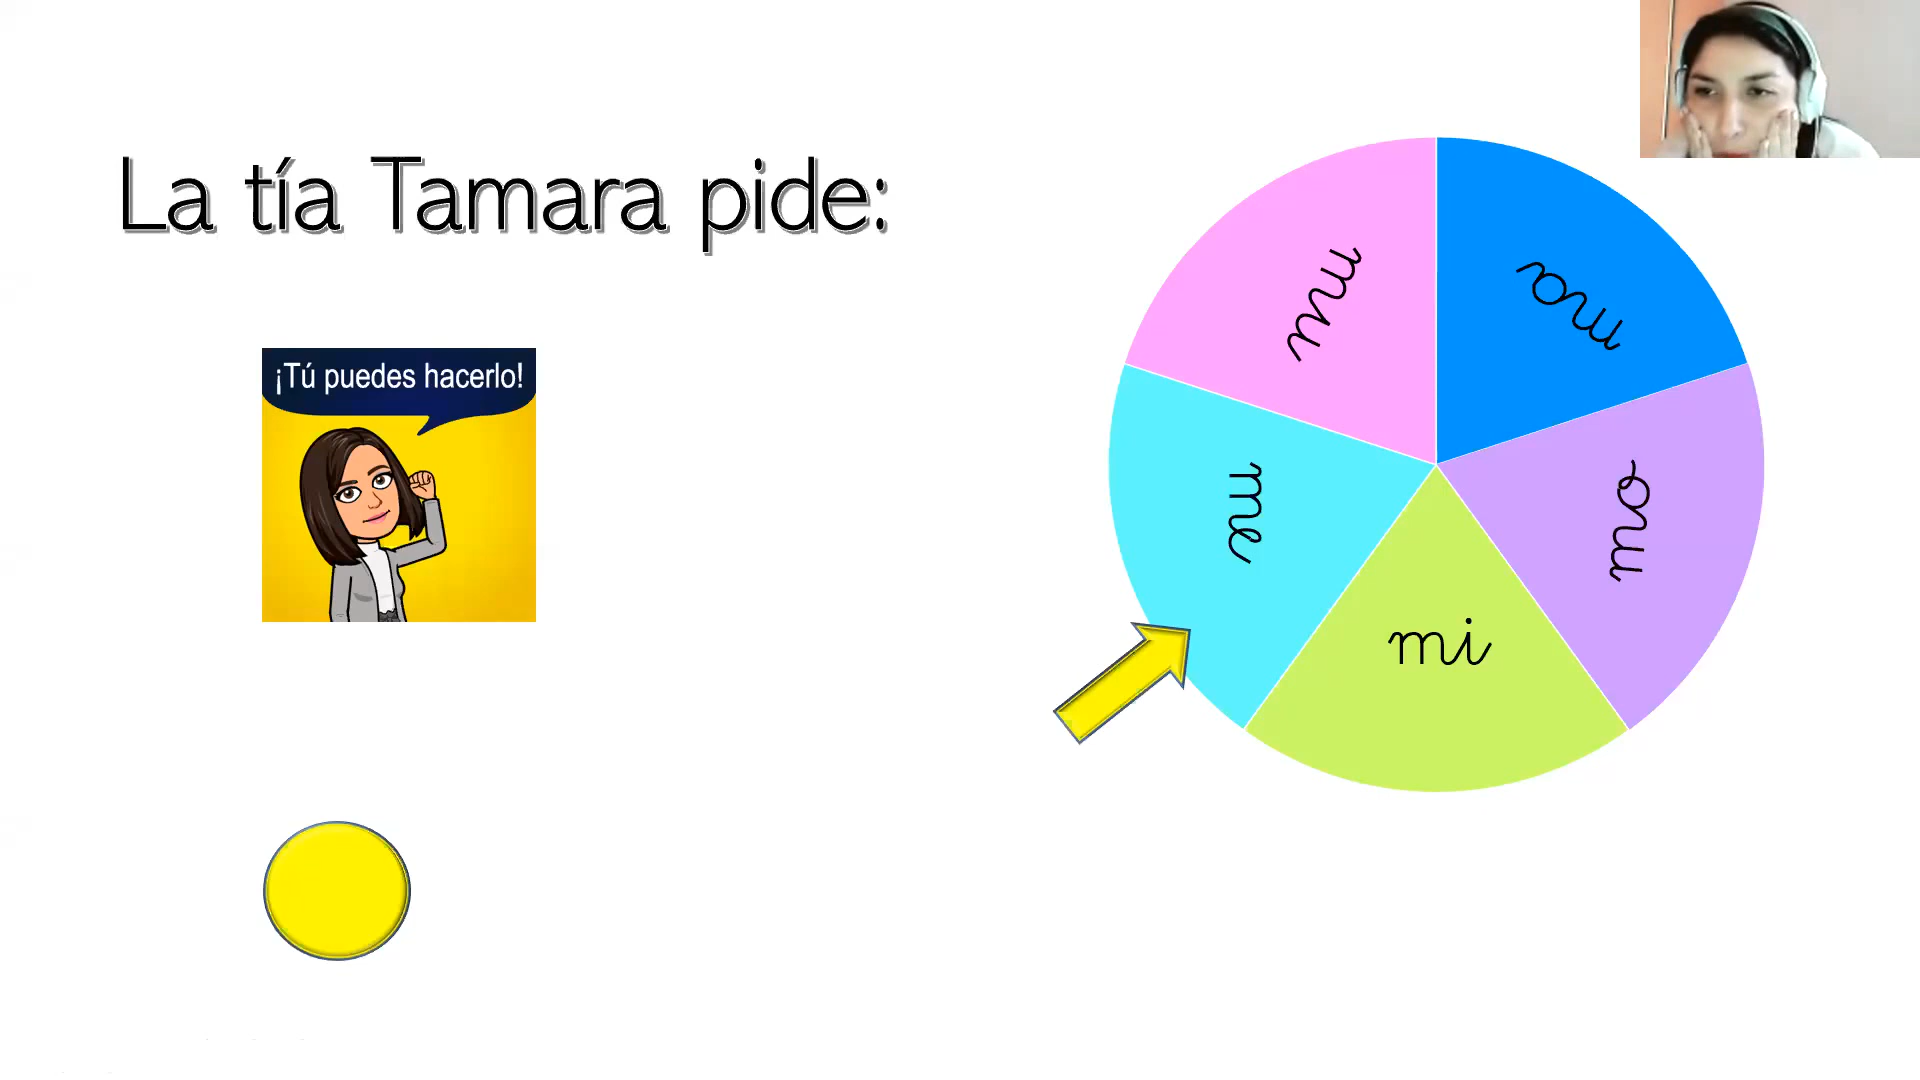 La tía Tamara pide:
¡Tú puedes hacerlo!
mu
ma
me
mo
mi